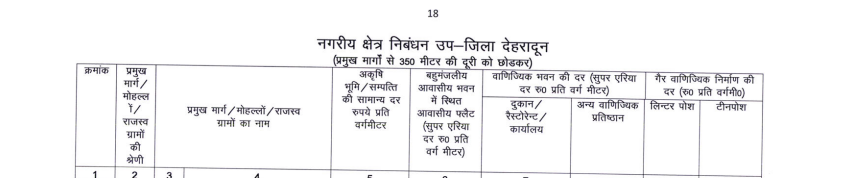 18
नगरीय क्षेत्र निबंधन उप–जिला देहरादून
(प्रमुख मार्गों से 350 मीटर की दूरी को छोडकर)
क्रमांक
प्रमुख
मार्ग/
मोहल्ल
ों/
राजस्व
ग्रामों
की
श्रेणी
प्रमुख मार्ग/मोहल्लों/राजस्व
ग्रामों का नाम
अकृषि
भूमि/सम्पत्ति
की सामान्य दर
रुपये प्रति
वर्गमीटर
बहुमंजलीय
आवासीय भवन
में स्थित
आवासीय फ्लैट
(सुपर एरिया
दर रु0 प्रति
वर्ग मीटर)
वाणिज्यिक भवन की दर (सुपर एरिया
दर रु0 प्रति वर्ग मीटर)
दुकान/
रैस्टोरेन्ट/
कार्यालय
अन्य वाणिज्यिक
प्रतिष्ठान
गैर वाणिज्यिक निर्माण की
दर (रु0 प्रति वर्गमी0)
लिन्टर पोश
टीनपोश
1 2 3 4